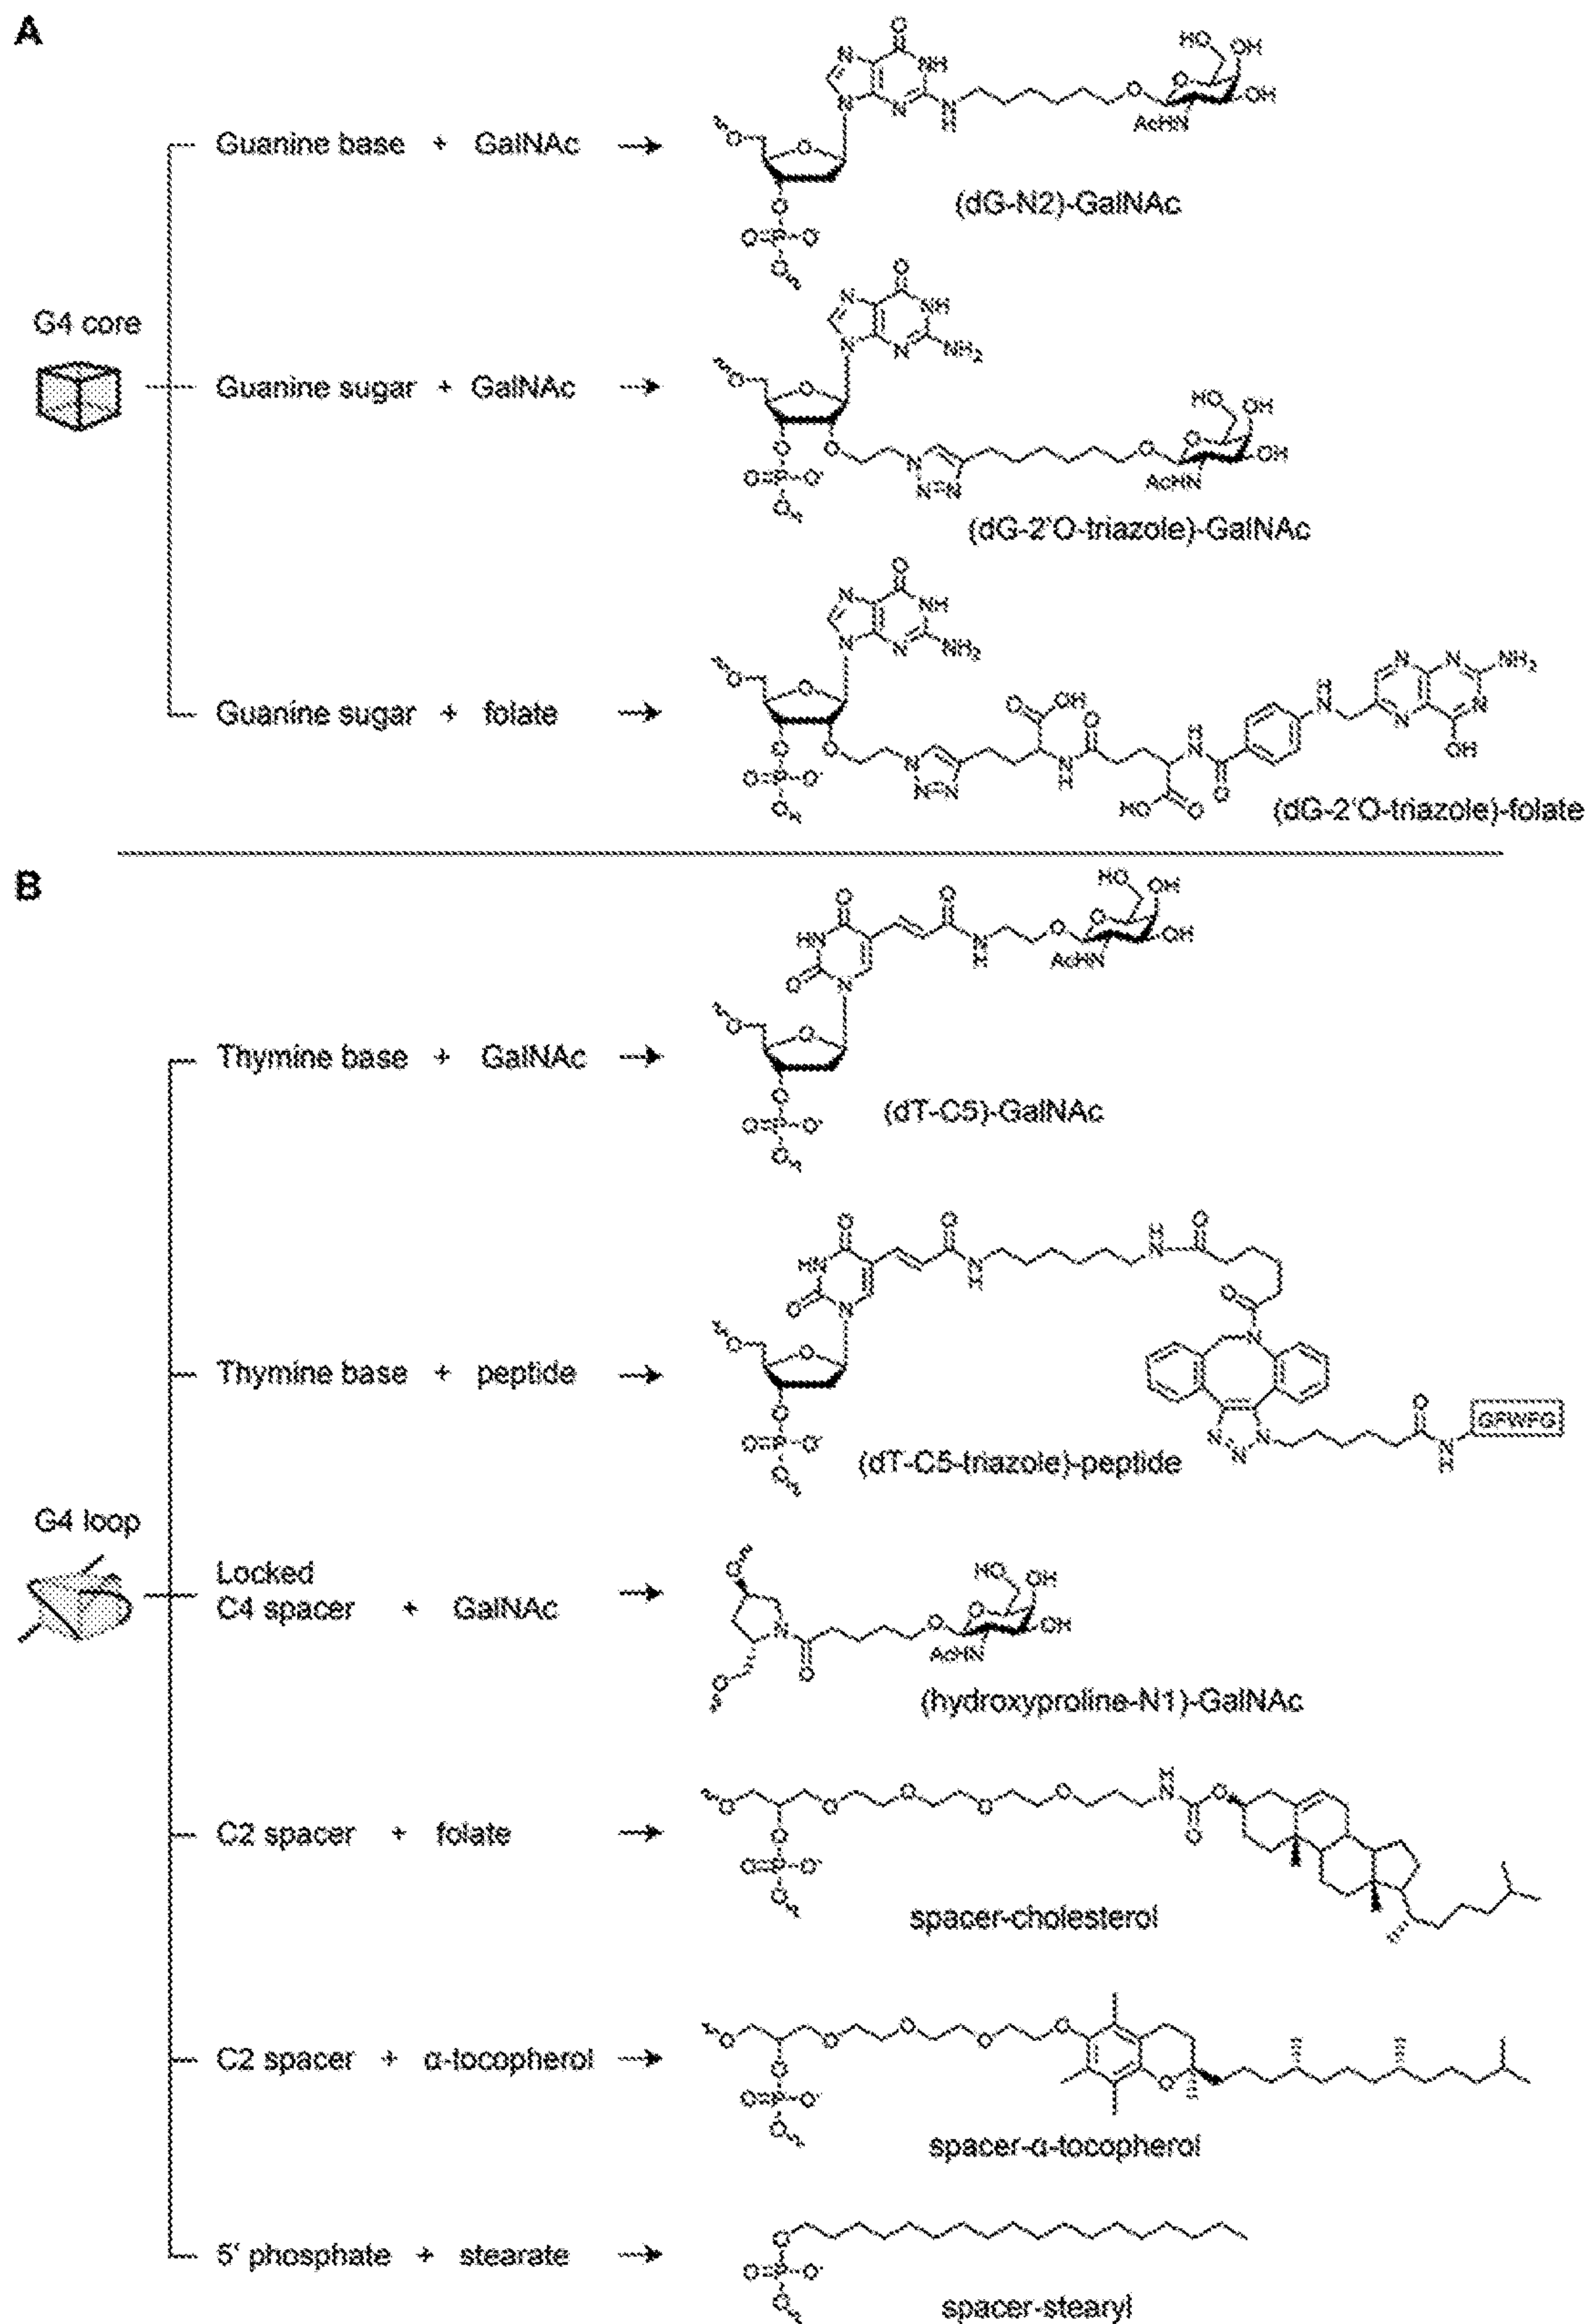 A
G4 core
Guanine base + GalNAc
(dG-N2)-GalNAc
Guanine sugar + GalNAc
(dG-2'O-triazole)-GalNAc
Guanine sugar + folate
(dG-2'O-triazole)-folate
B
G4 loop
Thymine base + GalNAc
(dT-C5)-GalNAc
Thymine base + peptide
GFWFG
(dT-C5-triazole)-peptide
Locked
C4 spacer + GalNAc
(hydroxyproline-N1)-GalNAc
C2 spacer + folate
spacer-cholesterol
C2 spacer + α-tocopherol
spacer-α-tocopherol
5' phosphate + stearate
spacer-stearyl